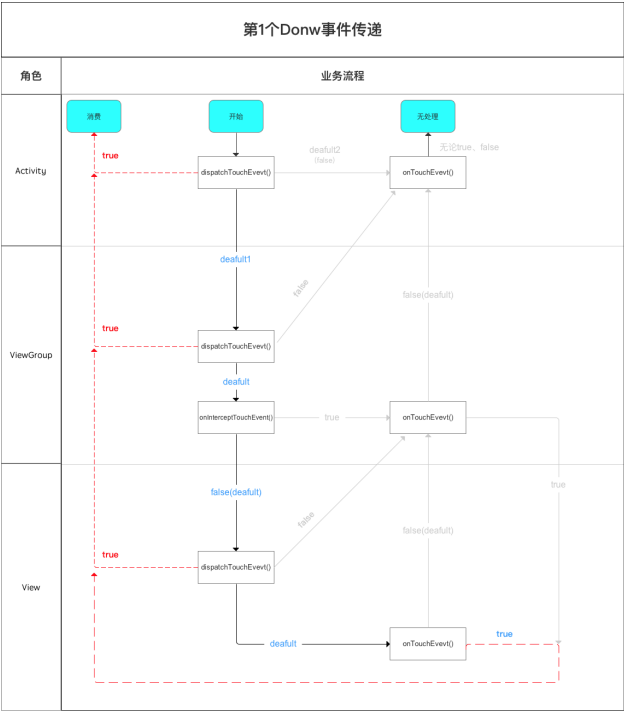 第1个Donw事件传递
角色
业务流程
消费
开始
无处理
true
deafult2
(false)
无论true、false
Activity
dispatchTouchEvevt()
onTouchEvevt()
deafult1
false
false(deafult)
true
ViewGroup
dispatchTouchEvevt()
deafult
onInterceptTouchEvent()
true
onTouchEvevt()
false(deafult)
true
false
false(deafult)
true
dispatchTouchEvevt()
View
deafult
onTouchEvevt()
true